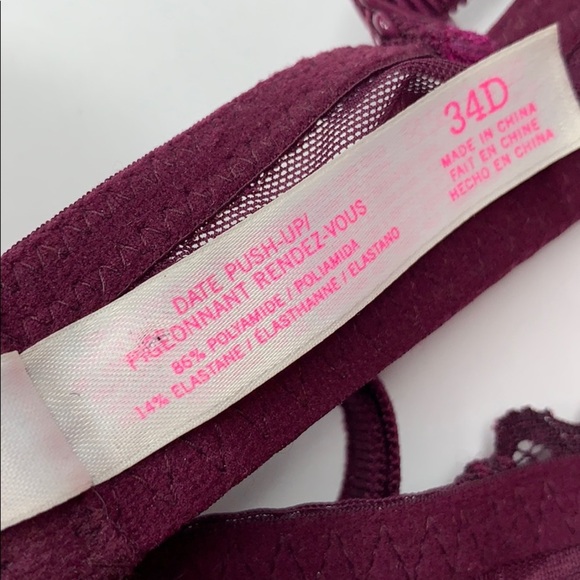 34D
MADE IN CHINA
FAIT EN CHINE
HECHO EN CHINA
DATE PUSH-UP/
PIGEONNANT RENDEZ-VOUS
86% POLYAMIDE / POLIAMIDA
14% ELASTANE / ÉLASTHANNE / ELASTANO